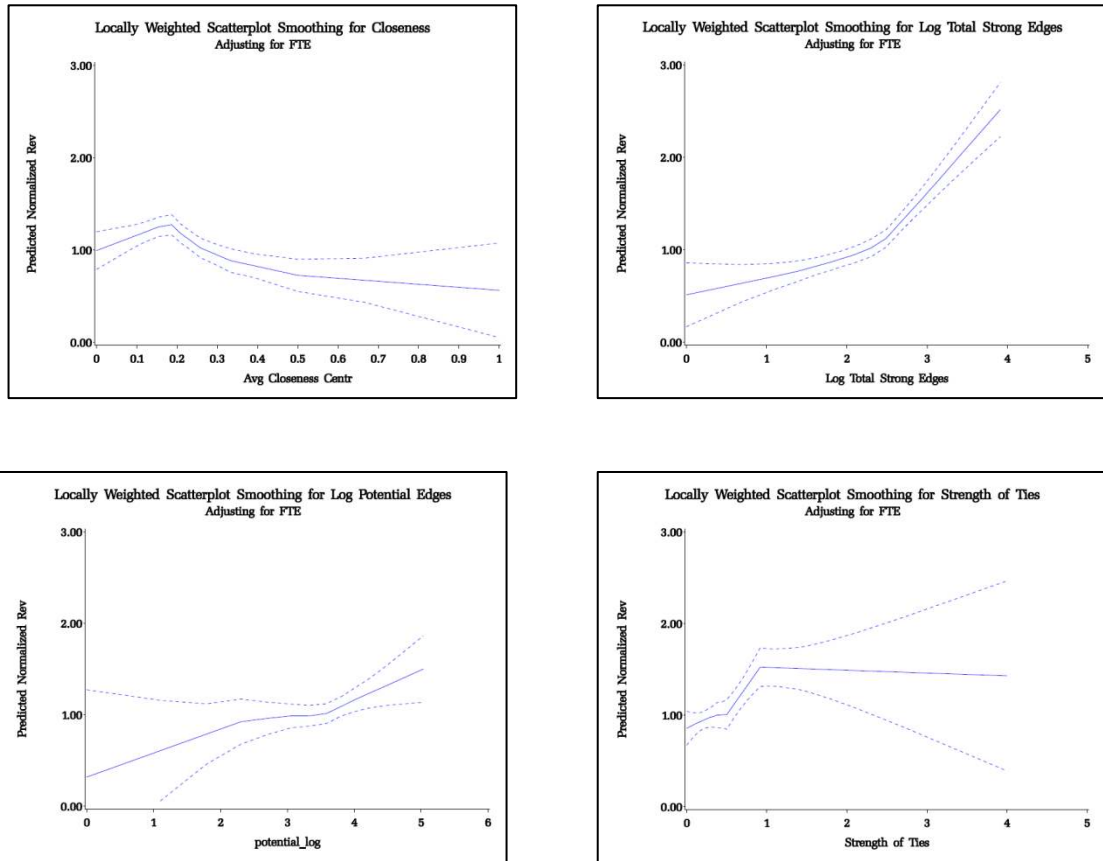 Locally Weighted Scatterplot Smoothing for Closeness
Adjusting for FTE
Predicted Normalized Rev
3.00
2.00
1.00
0.00
0 0.1 0.2 0.3 0.4 0.5 0.6 0.7 0.8 0.9 1
Avg Closeness Centr
Locally Weighted Scatterplot Smoothing for Log Total Strong Edges
Adjusting for FTE
Predicted Normalized Rev
3.00
2.00
1.00
0.00
0 1 2 3 4 5
Log Total Strong Edges
Locally Weighted Scatterplot Smoothing for Log Potential Edges
Adjusting for FTE
Predicted Normalized Rev
3.00
2.00
1.00
0.00
0 1 2 3 4 5 6
potential_log
Locally Weighted Scatterplot Smoothing for Strength of Ties
Adjusting for FTE
Predicted Normalized Rev
3.00
2.00
1.00
0.00
0 1 2 3 4 5
Strength of Ties